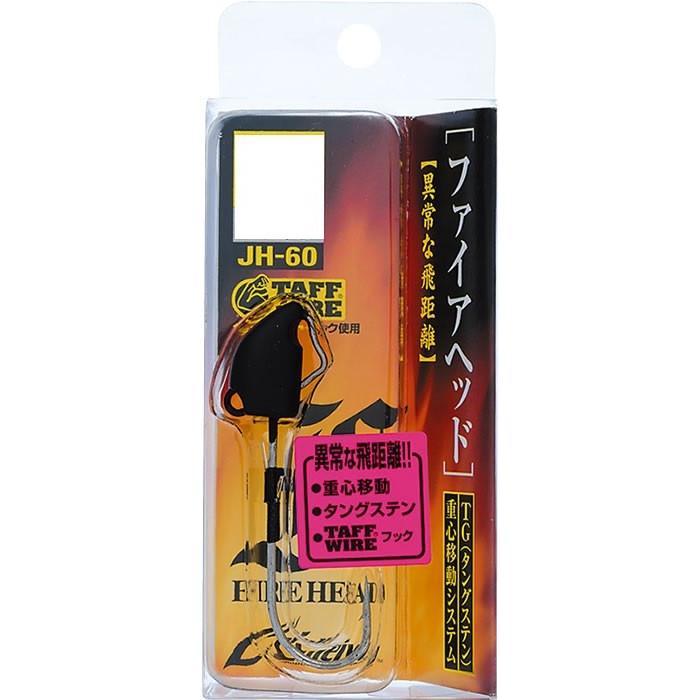 JH-60
TAFF
WIRE
ック使用
異常な飛距離!!
●重心移動
●タングステン
●TAFF WIRE フック
FIRE HEAD
[ファイアヘッド]
【異常な飛距離】
TG(タングステン)
重心移動システム